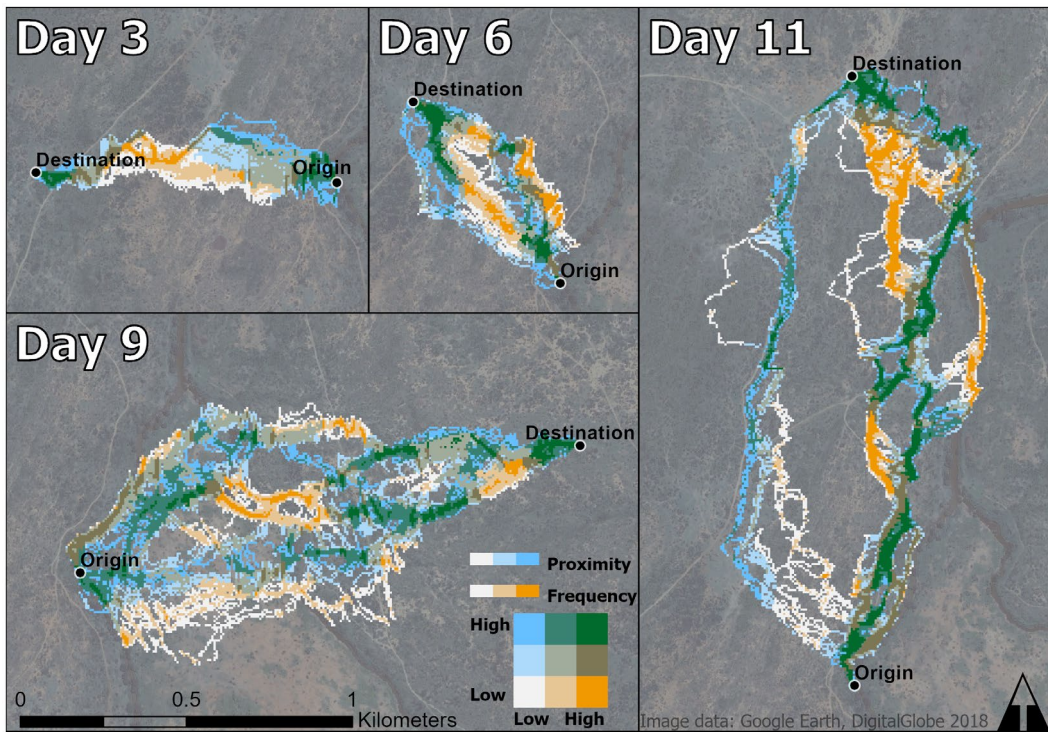 Day 3
Destination
Origin
Day 6
Destination
Origin
Day 11
Destination
Origin
Day 9
Destination
Origin
Proximity
Frequency
High
Low
Low High
0 0.5 1
Kilometers
Image data: Google Earth, DigitalGlobe 2018